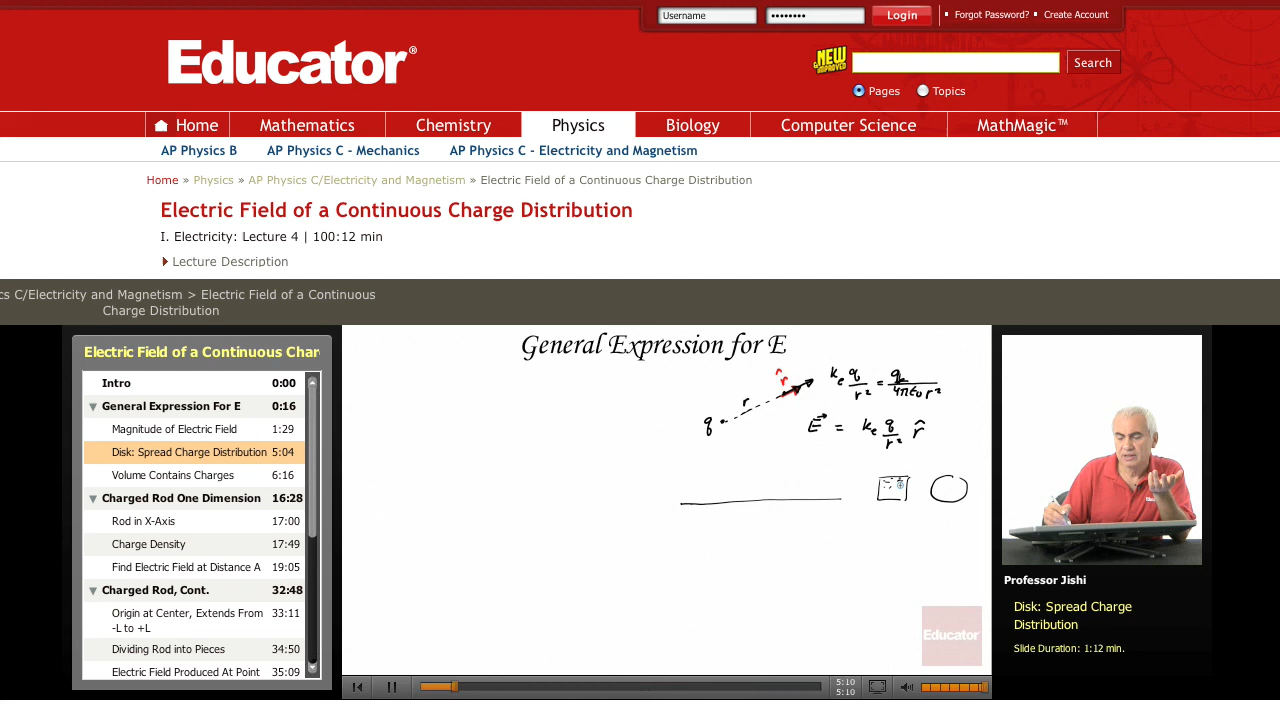 Username •••••••• Login Forgot Password? Create Account
Educator®
NEW & IMPROVED Search
Pages Topics
Home Mathematics Chemistry Physics Biology Computer Science MathMagic™
AP Physics B AP Physics C - Mechanics AP Physics C - Electricity and Magnetism
Home » Physics » AP Physics C/Electricity and Magnetism » Electric Field of a Continuous Charge Distribution
Electric Field of a Continuous Charge Distribution
I. Electricity: Lecture 4 | 100:12 min
Lecture Description
cs C/Electricity and Magnetism > Electric Field of a Continuous
Charge Distribution
Electric Field of a Continuous Char
Intro 0:00
General Expression For E 0:16
Magnitude of Electric Field 1:29
Disk: Spread Charge Distribution 5:04
Volume Contains Charges 6:16
Charged Rod One Dimension 16:28
Rod in X-Axis 17:00
Charge Density 17:49
Find Electric Field at Distance A 19:05
Charged Rod, Cont. 32:48
Origin at Center, Extends From 33:11
-L to +L
Dividing Rod into Pieces 34:50
Electric Field Produced At Point 35:09
General Expression for E
q r r̂
kₑ q/r² = q/4πε₀r²
E⃗ = kₑ q/r² r̂
Educator
5:10
5:10
Professor Jishi
Disk: Spread Charge
Distribution
Slide Duration: 1:12 min.